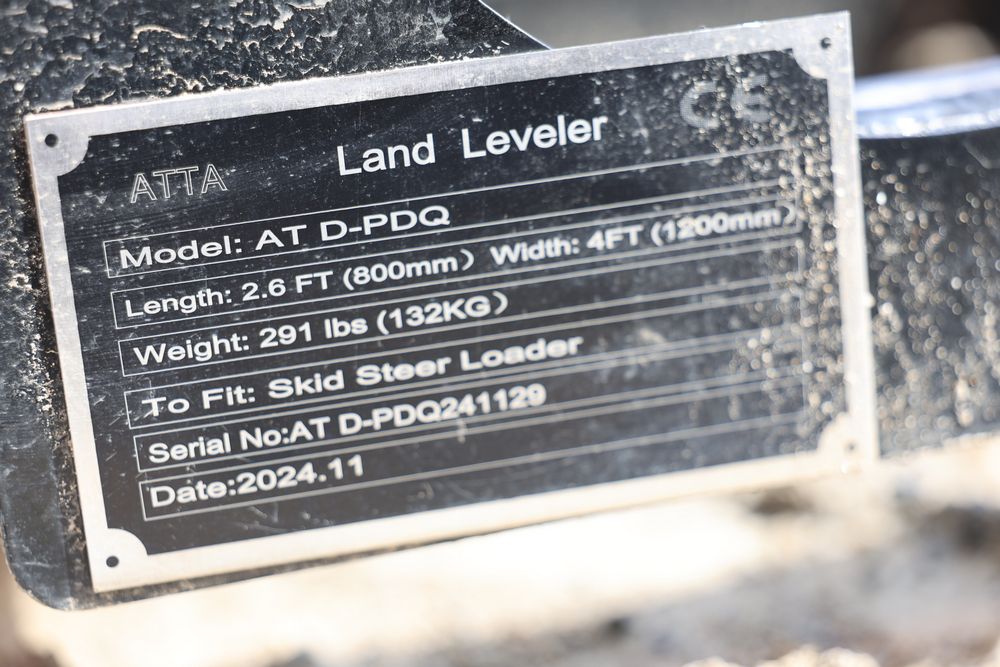 Land Leveler
CE
ATTA
Model: AT D-PDQ
Length: 2.6 FT (800mm) Width: 4FT (1200mm)
Weight: 291 lbs (132KG)
To Fit: Skid Steer Loader
Serial No:AT D-PDQ241129
Date:2024.11